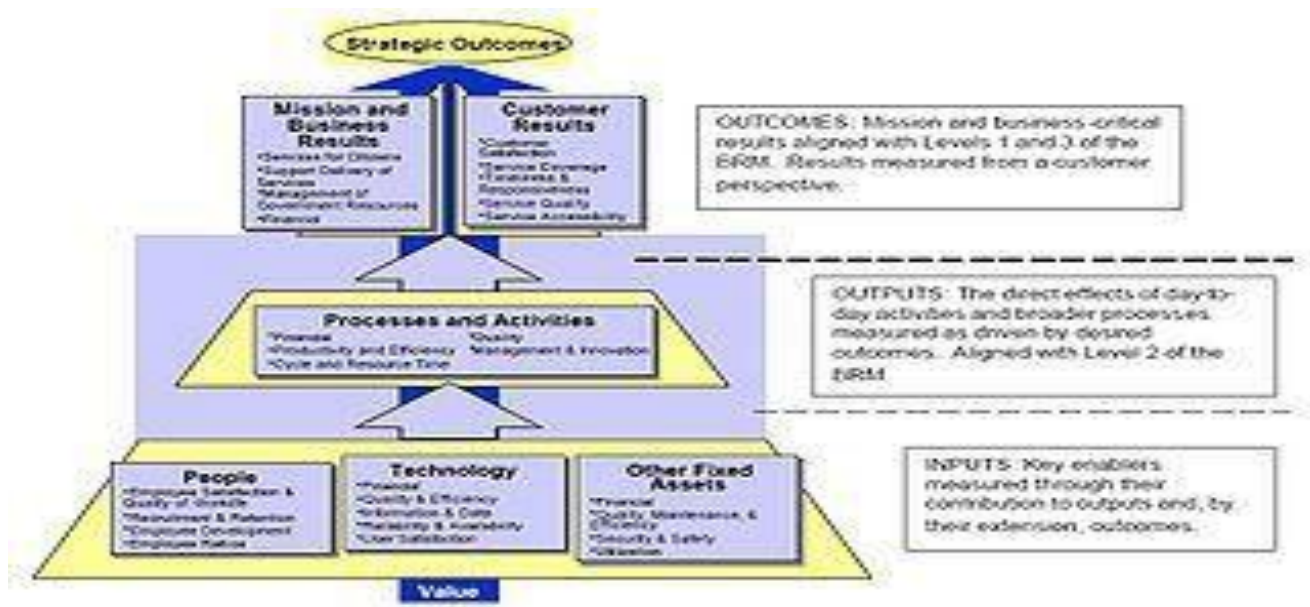 Strategic Outcomes
Mission and
Business
Results
•Services for Citizens
•Support Delivery of
Services
•Management of
Government Resources
•Financial
Customer
Results
•Customer
Satisfaction
•Service Coverage
•Timeliness &
Responsiveness
•Service Quality
•Service Accessibility
OUTCOMES: Mission and business-critical
results aligned with Levels 1 and 3 of the
BRM. Results measured from a customer
perspective.
Processes and Activities
•Financial
•Productivity and Efficiency
•Cycle and Resource Time
•Quality
•Management & Innovation
OUTPUTS: The direct effects of day-to-
day activities and broader processes
measured as driven by desired
outcomes. Aligned with Level 2 of the
BRM
People
•Employee Satisfaction &
Quality of Worklife
•Recruitment & Retention
•Employee Development
•Employee Ratios
Technology
•Financial
•Quality & Efficiency
•Information & Data
•Reliability & Availability
•User Satisfaction
Other Fixed
Assets
•Financial
•Quality, Maintenance, &
Efficiency
•Security & Safety
•Utilization
INPUTS: Key enablers
measured through their
contribution to outputs and, by
their extension, outcomes.
Value